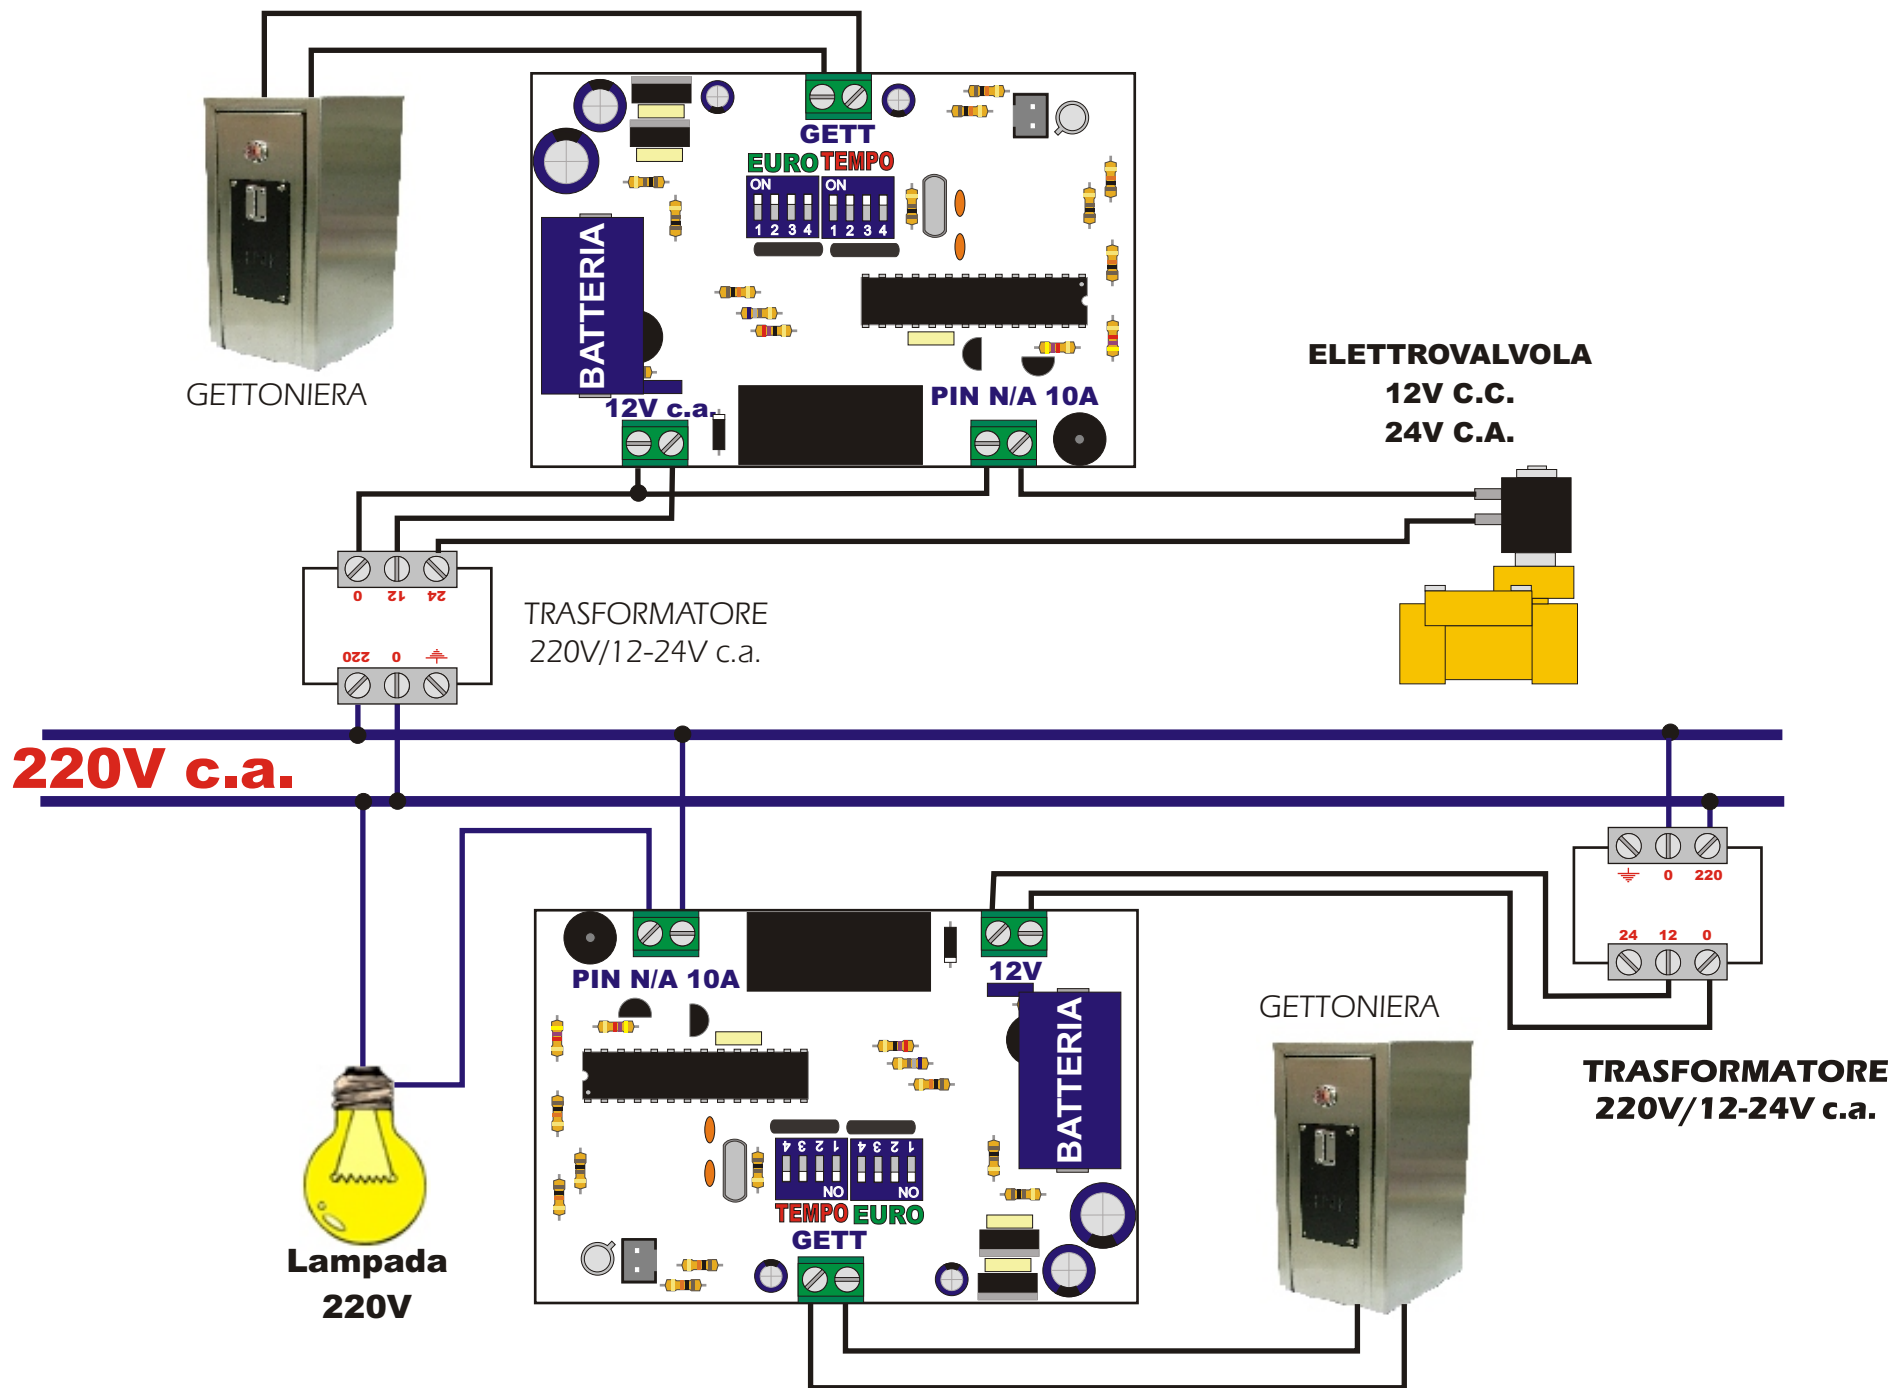 GETT
EURO TEMPO
ON ON
1 2 3 4 1 2 3 4
BATTERIA
12V c.a.
PIN N/A 10A
GETTONIERA
ELETTROVALVOLA
12V C.C.
24V C.A.
0 12 24
TRASFORMATORE
220V/12-24V c.a.
220 0
220V c.a.
0 220
24 12 0
PIN N/A 10A
12V
BATTERIA
GETTONIERA
TRASFORMATORE
220V/12-24V c.a.
4 3 2 1 4 3 2 1
ON ON
TEMPO EURO
GETT
Lampada
220V